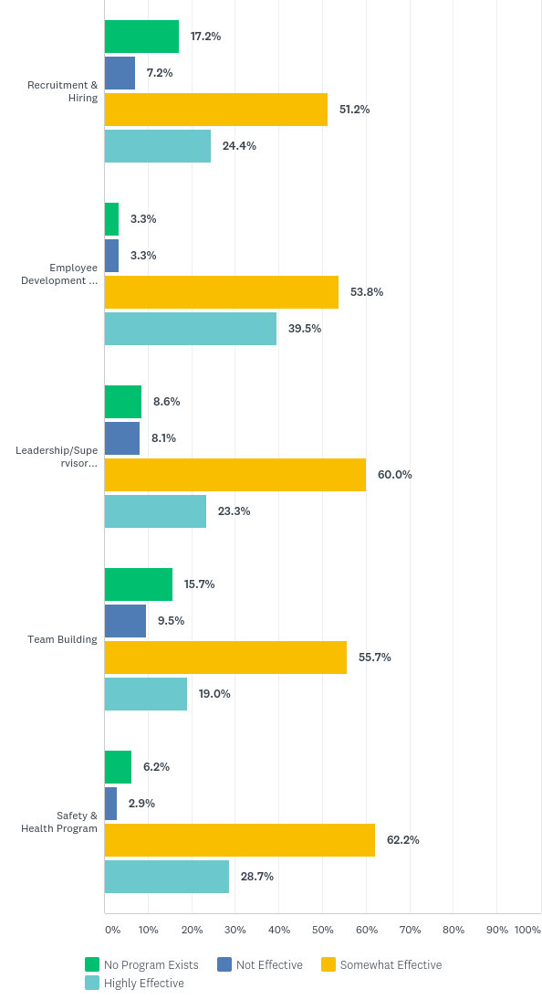 17.2%
7.2%
Recruitment &
Hiring
51.2%
24.4%
3.3%
3.3%
Employee
Development ...
53.8%
39.5%
8.6%
8.1%
Leadership/Supe
rvisor...
60.0%
23.3%
15.7%
9.5%
Team Building
55.7%
19.0%
6.2%
2.9%
Safety &
Health Program
62.2%
28.7%
0% 10% 20% 30% 40% 50% 60% 70% 80% 90% 100%
No Program Exists Not Effective Somewhat Effective
Highly Effective